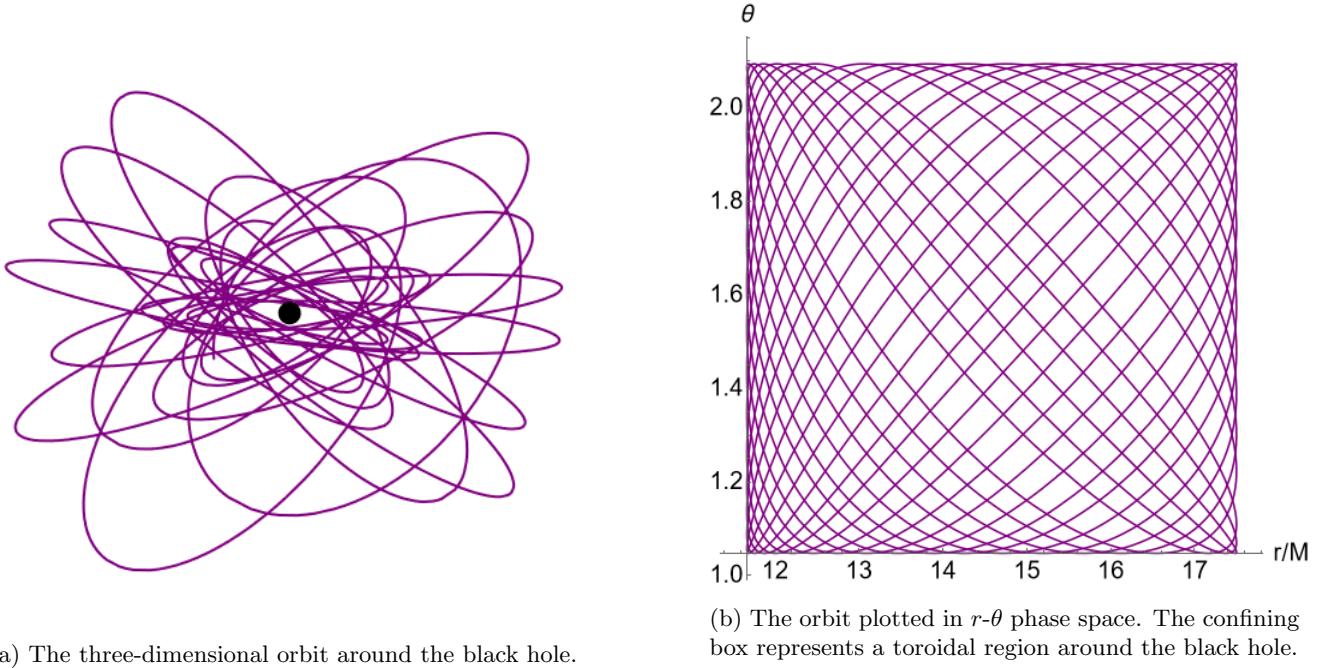 θ
2.0
1.8
1.6
1.4
1.2
1.0
12 13 14 15 16 17
r/M
a) The three-dimensional orbit around the black hole.
(b) The orbit plotted in r-θ phase space. The confining
box represents a toroidal region around the black hole.